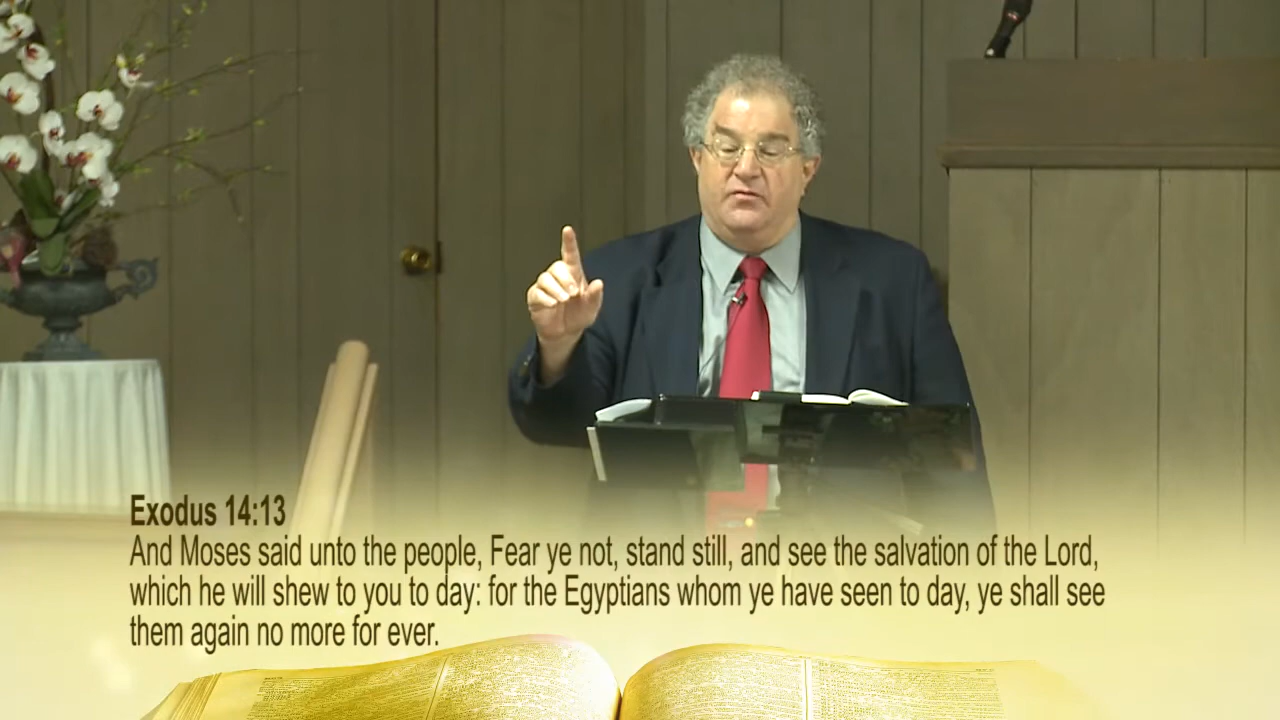 Exodus 14:13
And Moses said unto the people, Fear ye not, stand still, and see the salvation of the Lord,
which he will shew to you to day: for the Egyptians whom ye have seen to day, ye shall see
them again no more for ever.